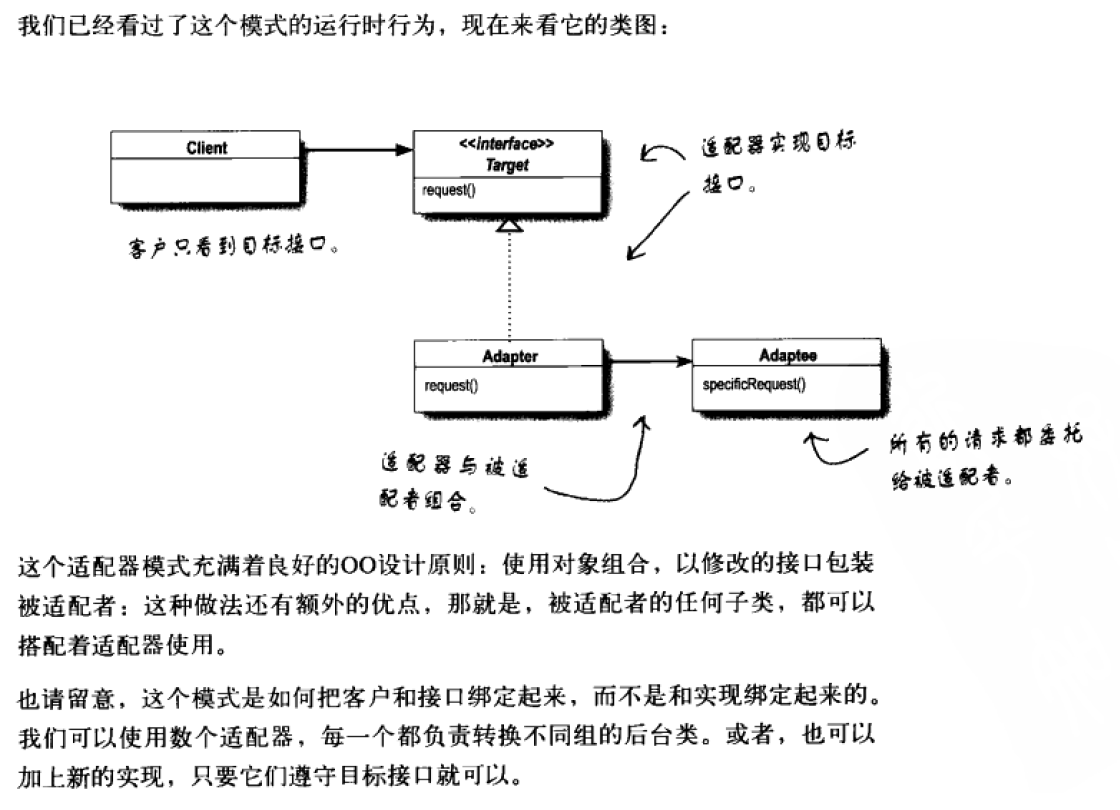 我们已经看过了这个模式的运行时行为，现在来看它的类图：
Client
<<interface>>
Target
request()
适配器实现目标
接口。
客户只看到目标接口。
Adapter
request()
Adaptee
specificRequest()
适配器与被适
配者组合。
所有的请求都委托
给被适配者。
这个适配器模式充满着良好的OO设计原则：使用对象组合，以修改的接口包装
被适配者；这种做法还有额外的优点，那就是，被适配者的任何子类，都可以
搭配着适配器使用。
也请留意，这个模式是如何把客户和接口绑定起来，而不是和实现绑定起来的。
我们可以使用数个适配器，每一个都负责转换不同组的后台类。或者，也可以
加上新的实现，只要它们遵守目标接口就可以。